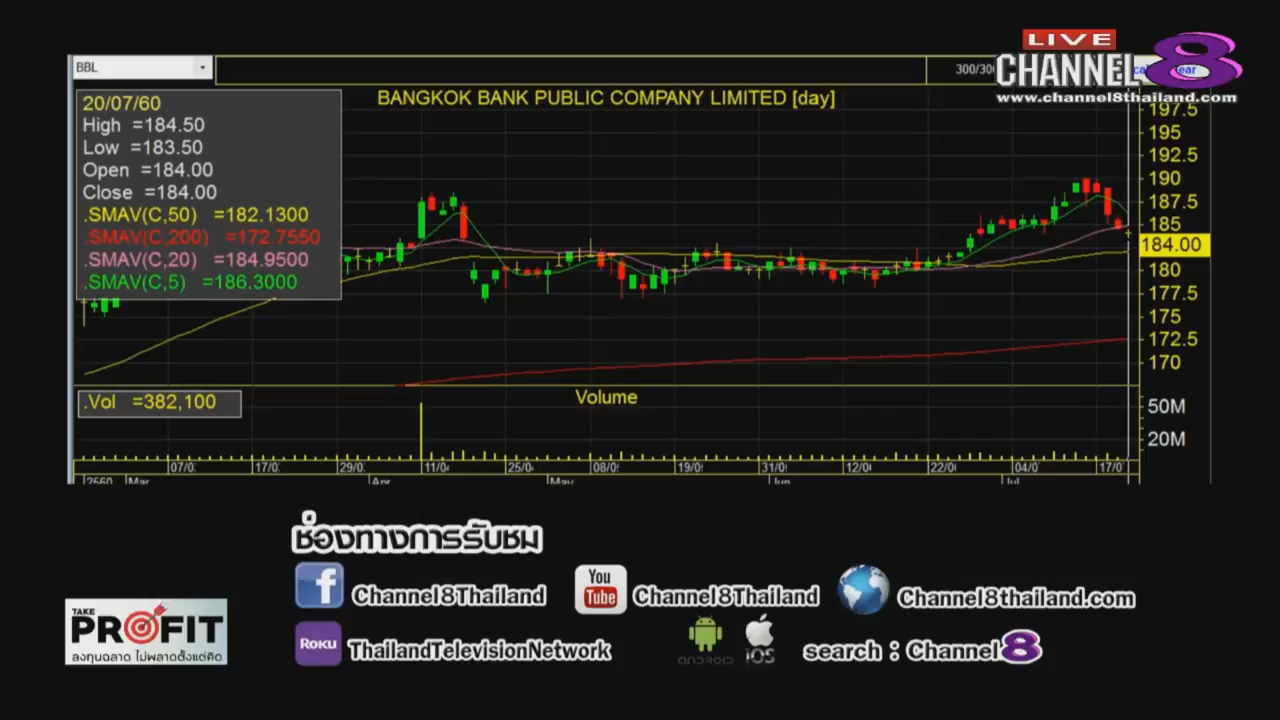 LIVE
CHANNEL 8
www.channel8thailand.com
BBL
300/300
BANGKOK BANK PUBLIC COMPANY LIMITED [day]
20/07/60
High =184.50
Low =183.50
Open =184.00
Close =184.00
.SMAV(C,50) =182.1300
.SMAV(C,200) =172.7550
.SMAV(C,20) =184.9500
.SMAV(C,5) =186.3000
197.5
195
192.5
190
187.5
185
184.00
180
177.5
175
172.5
170
.Vol =382,100
Volume
50M
20M
07/0 17/0 29/0 11/0 25/0 08/0 19/0 31/0 12/0 22/0 04/0 17/0
2560 Mar Apr May Jun Jul
ช่องทางการรับชม
f Channel8Thailand You Tube Channel8Thailand Channel8thailand.com
ROKU ThailandTelevisionNetwork ANDROID iOS search : Channel 8
TAKE
PROFIT
ลงทุนฉลาด ไม่พลาดตั้งแต่คิด